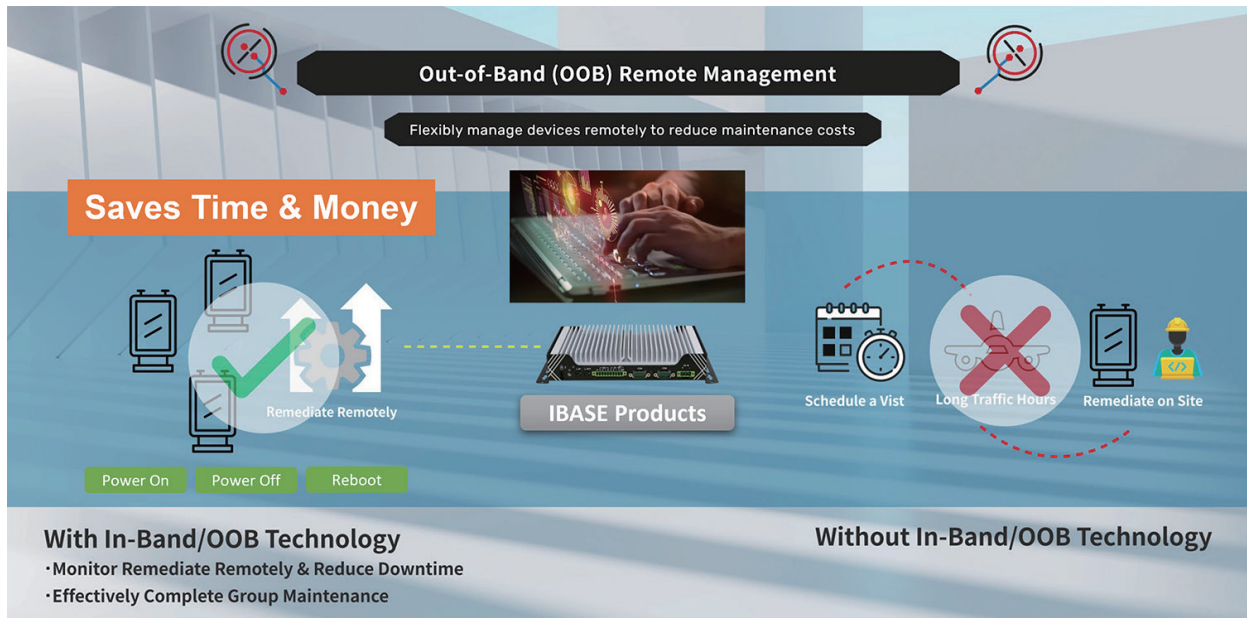 Out-of-Band (OOB) Remote Management
Flexibly manage devices remotely to reduce maintenance costs
Saves Time & Money
Remediate Remotely
Power On
Power Off
Reboot
IBASE Products
Schedule a Vist
Long Traffic Hours
Remediate on Site
With In-Band/OOB Technology
·Monitor Remediate Remotely & Reduce Downtime
·Effectively Complete Group Maintenance
Without In-Band/OOB Technology